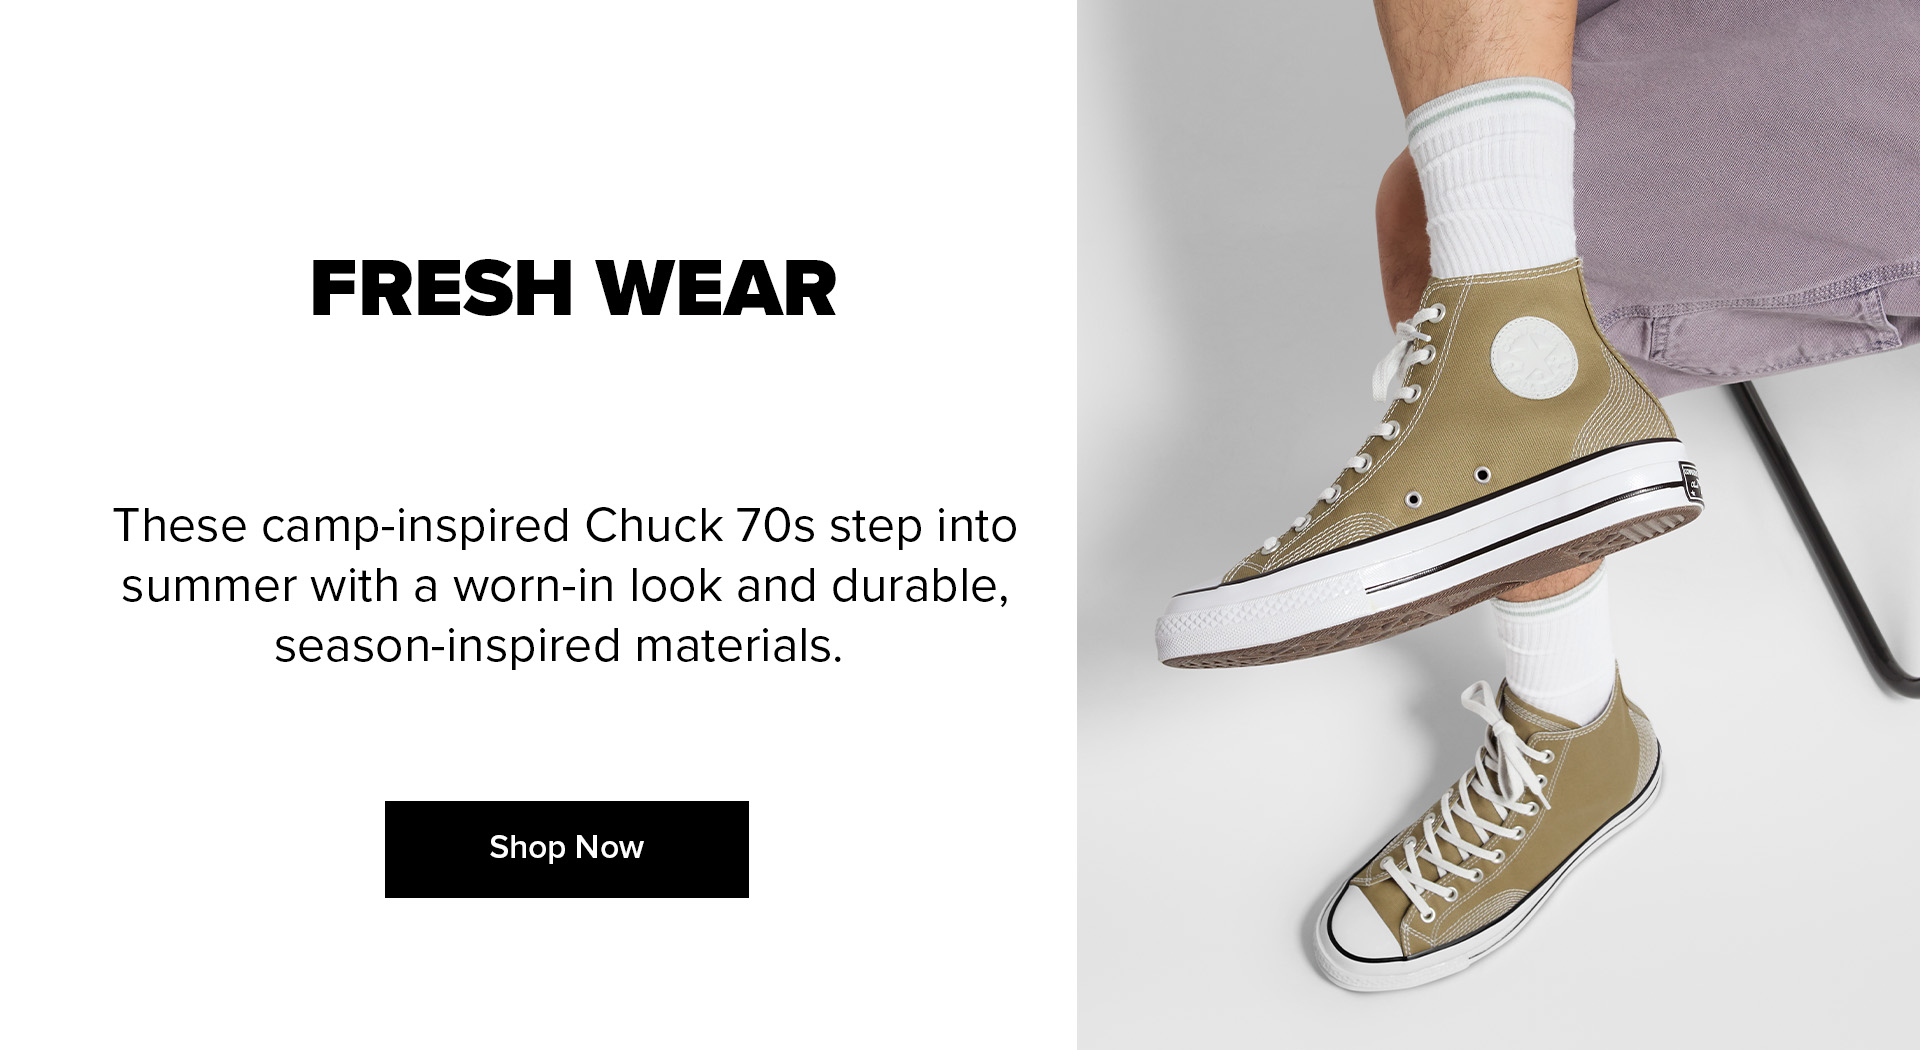 FRESH WEAR
These camp-inspired Chuck 70s step into
summer with a worn-in look and durable,
season-inspired materials.
Shop Now